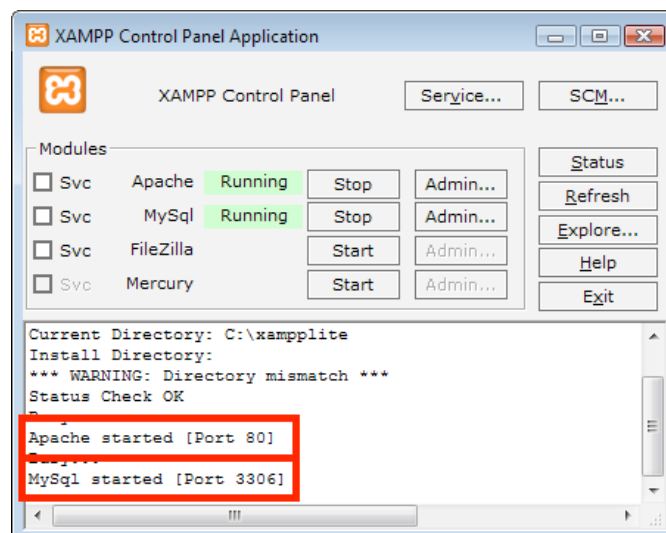 XAMPP Control Panel Application
XAMPP Control Panel Service... SCM...
Modules
Svc Apache Running Stop Admin... Status
Svc MySql Running Stop Admin... Refresh
Svc FileZilla Start Admin... Explore...
Svc Mercury Start Admin... Help
Exit
Current Directory: C:\xampplite
Install Directory:
*** WARNING: Directory mismatch ***
Status Check OK
Apache started [Port 80]
MySql started [Port 3306]